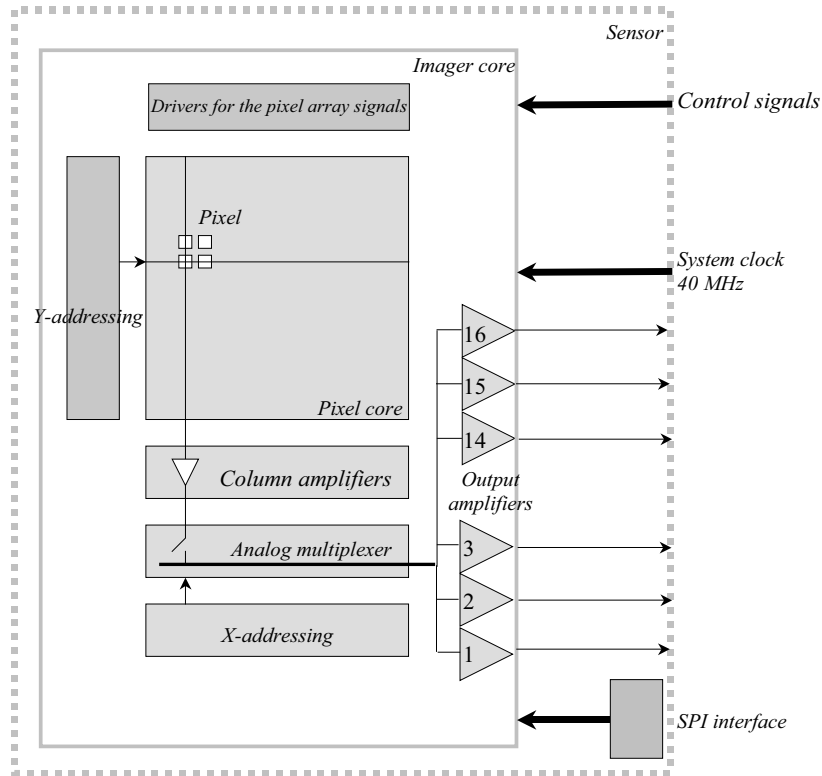 Sensor
Imager core
Drivers for the pixel array signals
Control signals
Pixel
System clock
40 MHz
Y-addressing
16
15
Pixel core
14
Column amplifiers
Output
amplifiers
Analog multiplexer
3
2
X-addressing
1
SPI interface